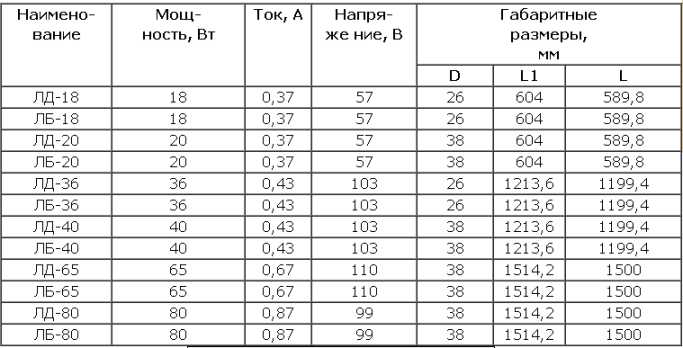 Наимено-вание Мощ-ность, Вт Ток, А Напря-же ние, В Габаритные размеры, мм
D L1 L
ЛД-18 18 0,37 57 26 604 589,8
ЛБ-18 18 0,37 57 26 604 589,8
ЛД-20 20 0,37 57 38 604 589,8
ЛБ-20 20 0,37 57 38 604 589,8
ЛД-36 36 0,43 103 26 1213,6 1199,4
ЛБ-36 36 0,43 103 26 1213,6 1199,4
ЛД-40 40 0,43 103 38 1213,6 1199,4
ЛБ-40 40 0,43 103 38 1213,6 1199,4
ЛД-65 65 0,67 110 38 1514,2 1500
ЛБ-65 65 0,67 110 38 1514,2 1500
ЛД-80 80 0,87 99 38 1514,2 1500
ЛБ-80 80 0,87 99 38 1514,2 1500